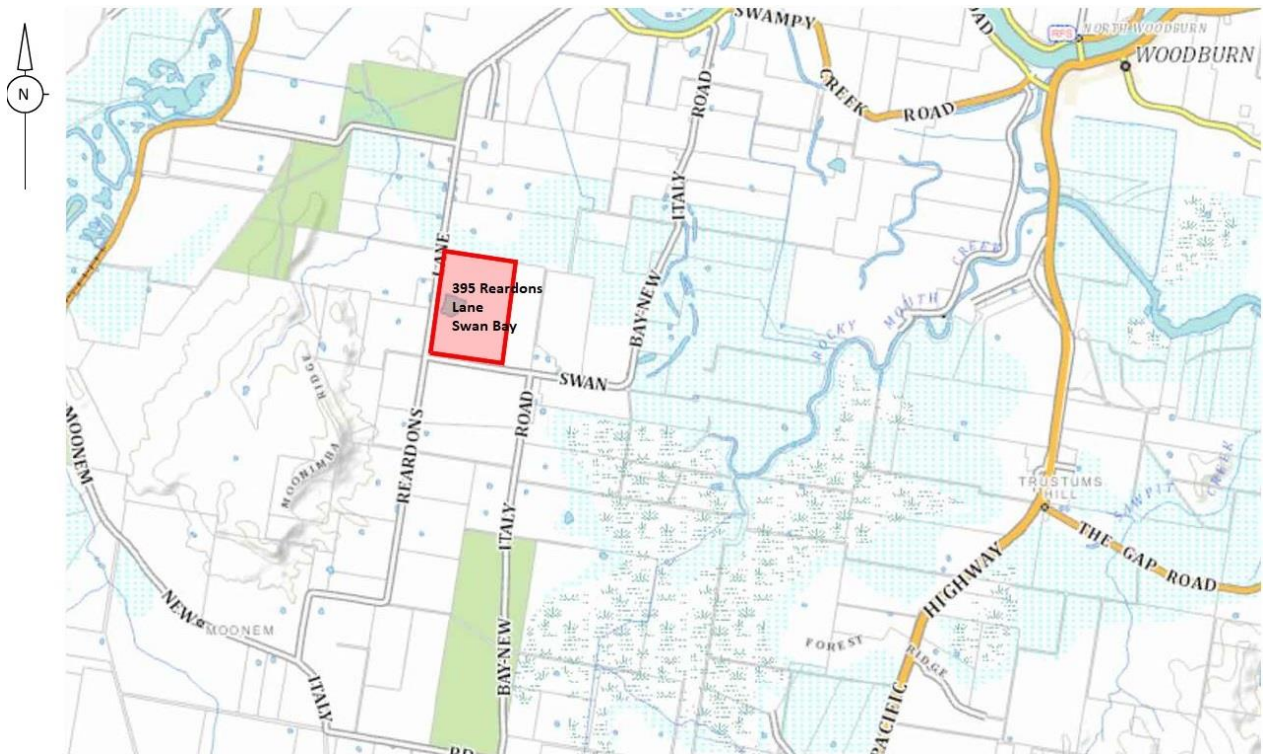 N
SWAMPY
CREEK
ROAD
ROAD
RFS
NORTH WOODBURN
WOODBURN
ROAD
ITALY
BAY-NEW
SWAN
LANE
395 Reardons
Lane
Swan Bay
REARDONS
RIDGE
MOONIMBA
ROCKY
MOUTH
CREEK
MOONEM
NEW
MOONEM
ITALY
ROAD
ITALY
BAY-NEW
RD
TRUSTUMS
HILL
SAWPIT
CREEK
THE GAP ROAD
HIGHWAY
PACIFIC
FOREST
RIDGE